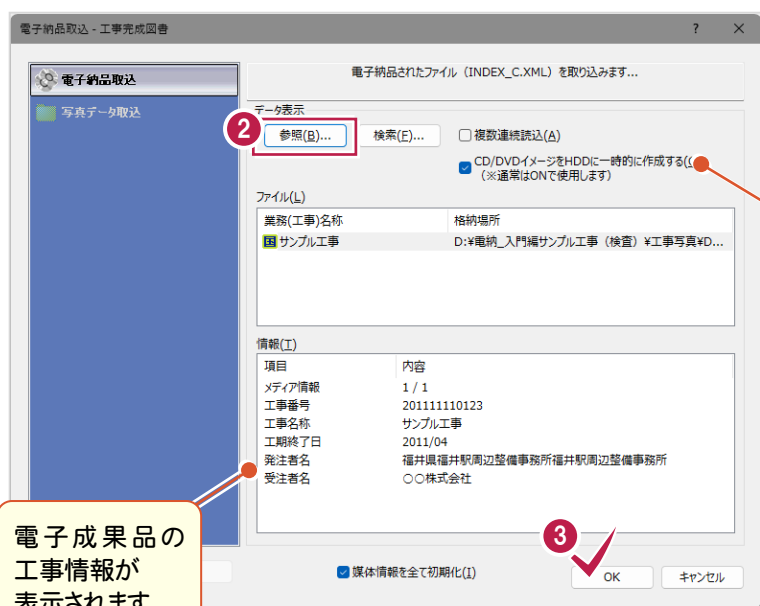 電子納品取込 - 工事完成図書
? ×
電子納品取込
写真データ取込
電子納品されたファイル（INDEX_C.XML）を取り込みます...
データ表示
2
参照(B)...
検索(F)...
複数連続読込(A)
CD/DVDイメージをHDDに一時的に作成する(
（※通常はONで使用します）
ファイル(L)
業務(工事)名称 格納場所
サンプル工事 D:¥電納_入門編サンプル工事（検査）¥工事写真¥D...
情報(T)
項目 内容
メディア情報 1 / 1
工事番号 201111110123
工事名称 サンプル工事
工期終了日 2011/04
発注者名 福井県福井駅周辺整備事務所福井駅周辺整備事務所
受注者名 ○○株式会社
電子成果品の
工事情報が
表示されます
3
媒体情報を全て初期化(I)
OK
キャンセル